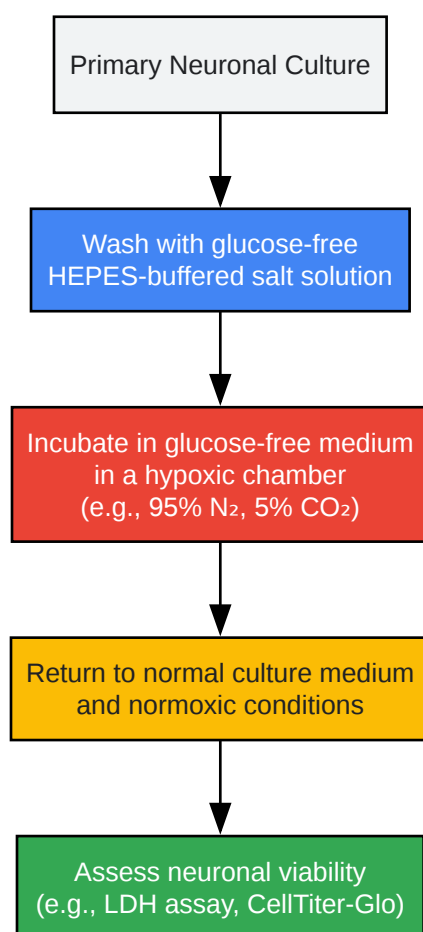 Primary Neuronal Culture
Wash with glucose-free
HEPES-buffered salt solution
Incubate in glucose-free medium
in a hypoxic chamber
(e.g., 95% N₂, 5% CO₂)
Return to normal culture medium
and normoxic conditions
Assess neuronal viability
(e.g., LDH assay, CellTiter-Glo)